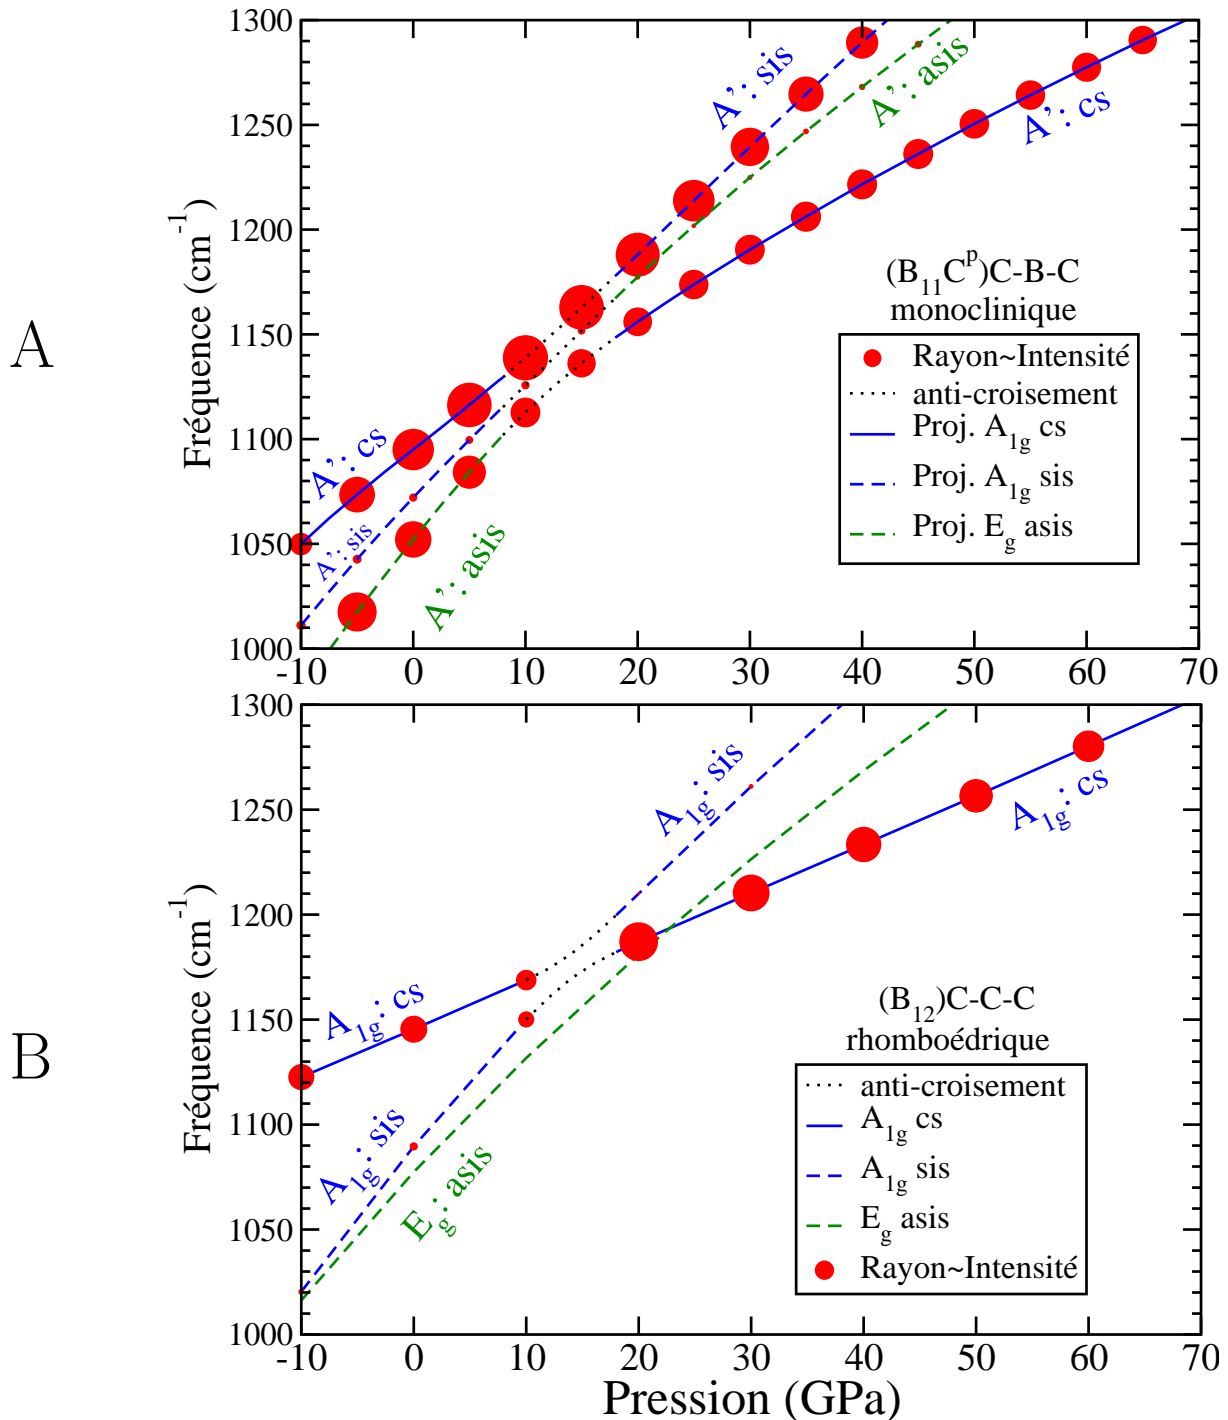 A
Fréquence (cm⁻¹)
1300
1250
1200
1150
1100
1050
1000
-10 0 10 20 30 40 50 60 70
A': sis
A': asis
A': cs
A': cs
A': sis
A': asis
(B₁₁Cᵖ)C-B-C
monoclinique
Rayon~Intensité
anti-croisement
Proj. A₁g cs
Proj. A₁g sis
Proj. Eg asis
B
Fréquence (cm⁻¹)
1300
1250
1200
1150
1100
1050
1000
-10 0 10 20 30 40 50 60 70
A₁g: sis
A₁g: cs
A₁g: cs
A₁g: sis
Eg: asis
(B₁₂)C-C-C
rhomboédrique
anti-croisement
A₁g cs
A₁g sis
Eg asis
Rayon~Intensité
Pression (GPa)